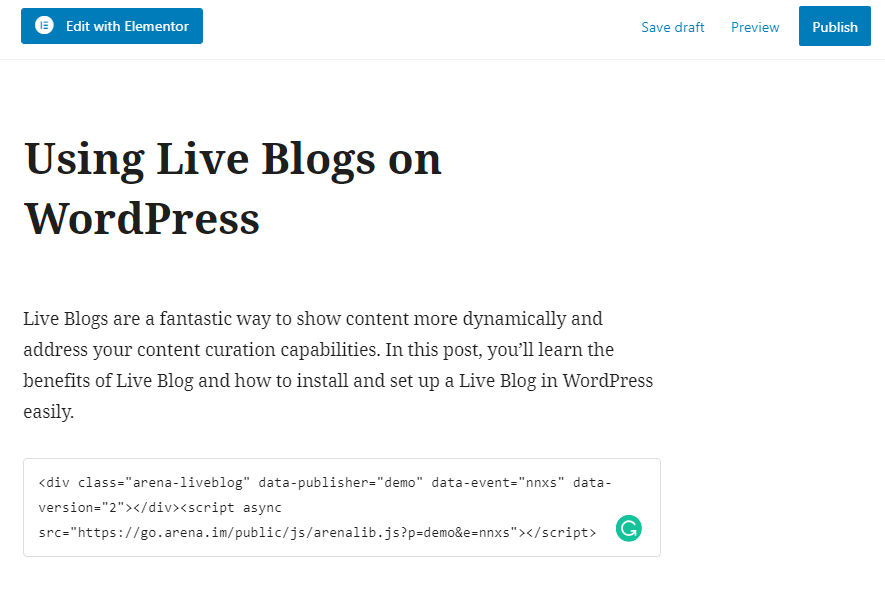 Edit with Elementor
Save draft
Preview
Publish
Using Live Blogs on
WordPress
Live Blogs are a fantastic way to show content more dynamically and
address your content curation capabilities. In this post, you’ll learn the
benefits of Live Blog and how to install and set up a Live Blog in WordPress
easily.
<div class="arena-liveblog" data-publisher="demo" data-event="nnxs" data-
version="2"></div><script async
src="https://go.arena.im/public/js/arenalib.js?p=demo&e=nnxs"></script>